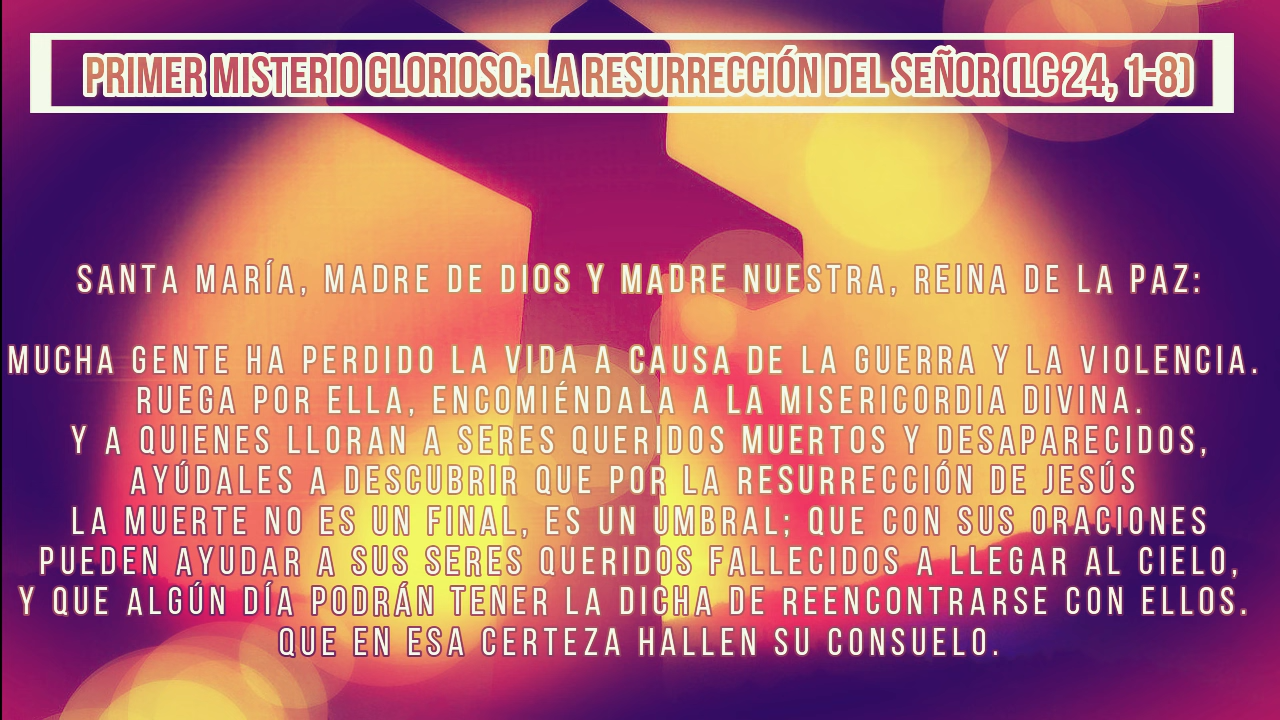 PRIMER MISTERIO GLORIOSO: LA RESURRECCIÓN DEL SEÑOR (LC 24, 1-8)
SANTA MARÍA, MADRE DE DIOS Y MADRE NUESTRA, REINA DE LA PAZ:
MUCHA GENTE HA PERDIDO LA VIDA A CAUSA DE LA GUERRA Y LA VIOLENCIA.
RUEGA POR ELLA, ENCOMIÉNDALA A LA MISERICORDIA DIVINA.
Y A QUIENES LLORAN A SERES QUERIDOS MUERTOS Y DESAPARECIDOS,
AYÚDALES A DESCUBRIR QUE POR LA RESURRECCIÓN DE JESÚS
LA MUERTE NO ES UN FINAL, ES UN UMBRAL; QUE CON SUS ORACIONES
PUEDEN AYUDAR A SUS SERES QUERIDOS FALLECIDOS A LLEGAR AL CIELO,
Y QUE ALGÚN DÍA PODRÁN TENER LA DICHA DE REENCONTRARSE CON ELLOS.
QUE EN ESA CERTEZA HALLEN SU CONSUELO.